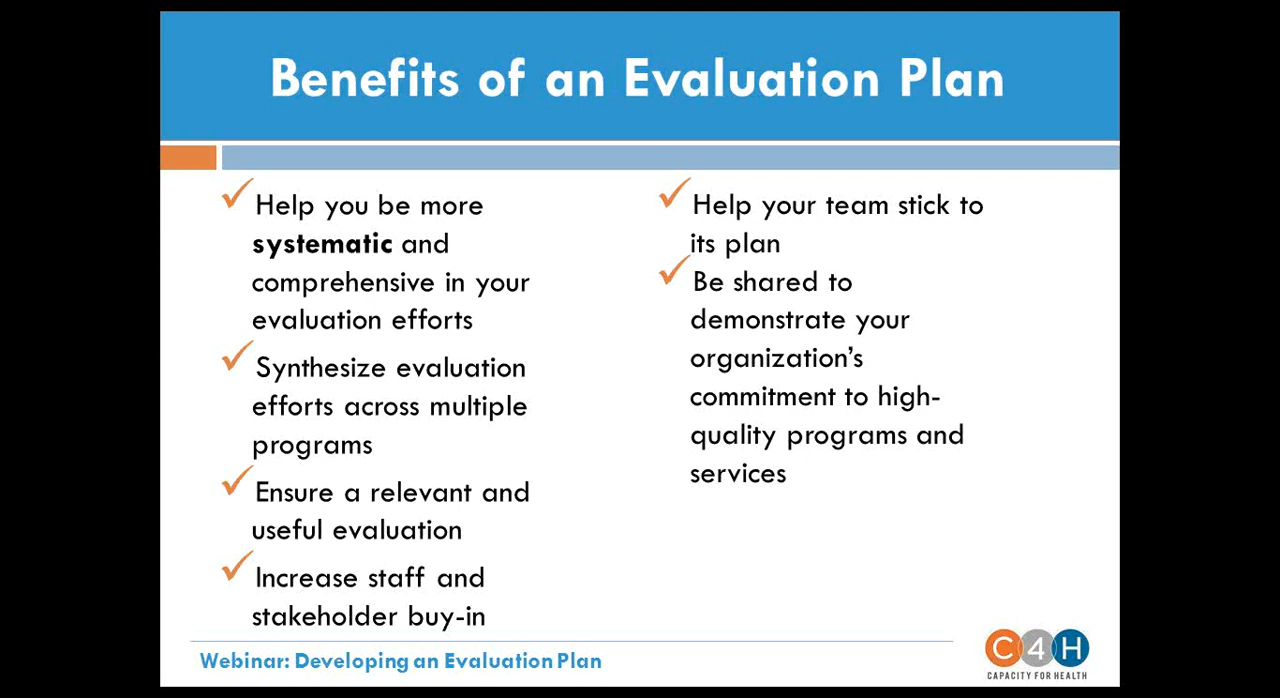 Benefits of an Evaluation Plan
Help you be more
systematic and
comprehensive in your
evaluation efforts
Synthesize evaluation
efforts across multiple
programs
Ensure a relevant and
useful evaluation
Increase staff and
stakeholder buy-in
Help your team stick to
its plan
Be shared to
demonstrate your
organization’s
commitment to high-
quality programs and
services
Webinar: Developing an Evaluation Plan
C4H
CAPACITY FOR HEALTH